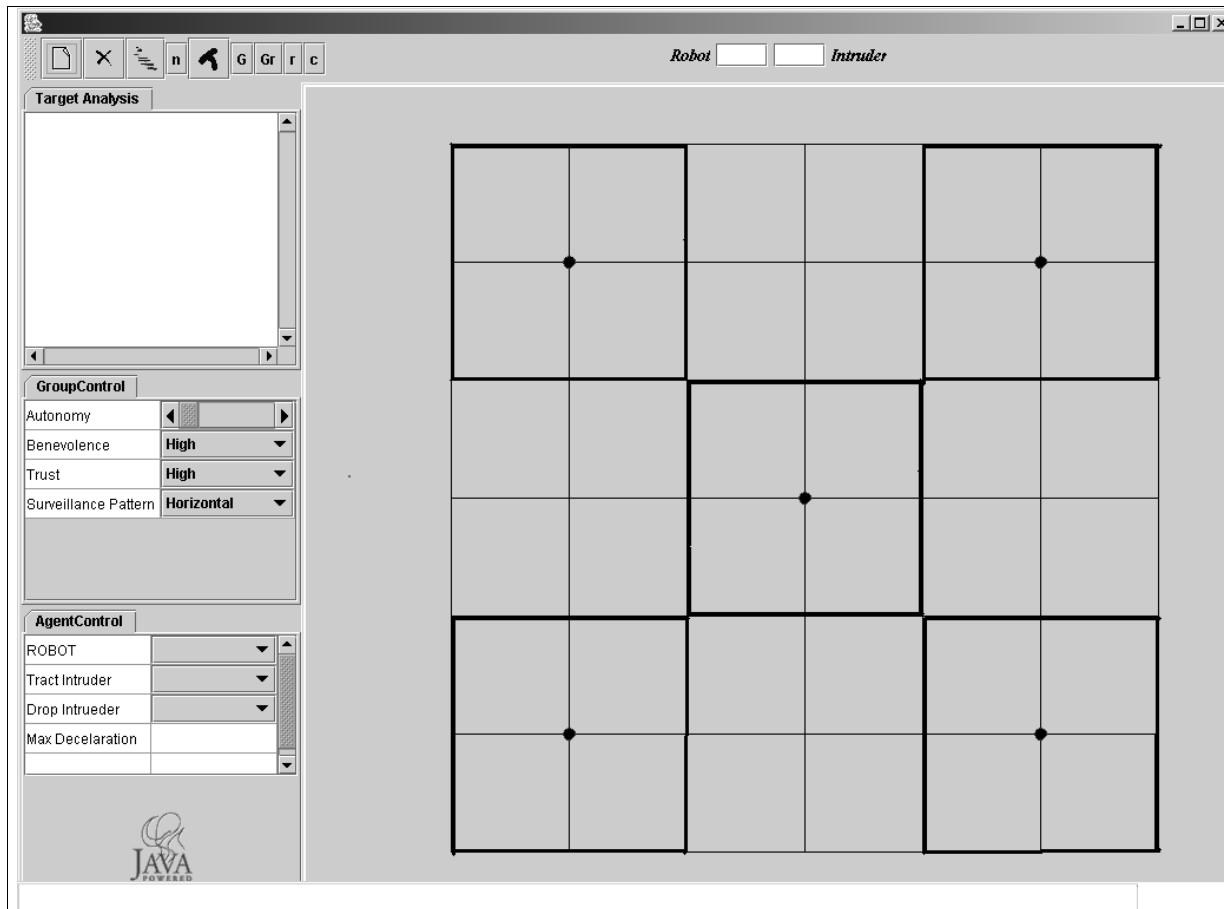 n G Gr r c Robot Intruder
Target Analysis
GroupControl
Autonomy
Benevolence High
Trust High
Surveillance Pattern Horizontal
AgentControl
ROBOT
Tract Intruder
Drop Intrueder
Max Decelaration
JAVA
POWERED